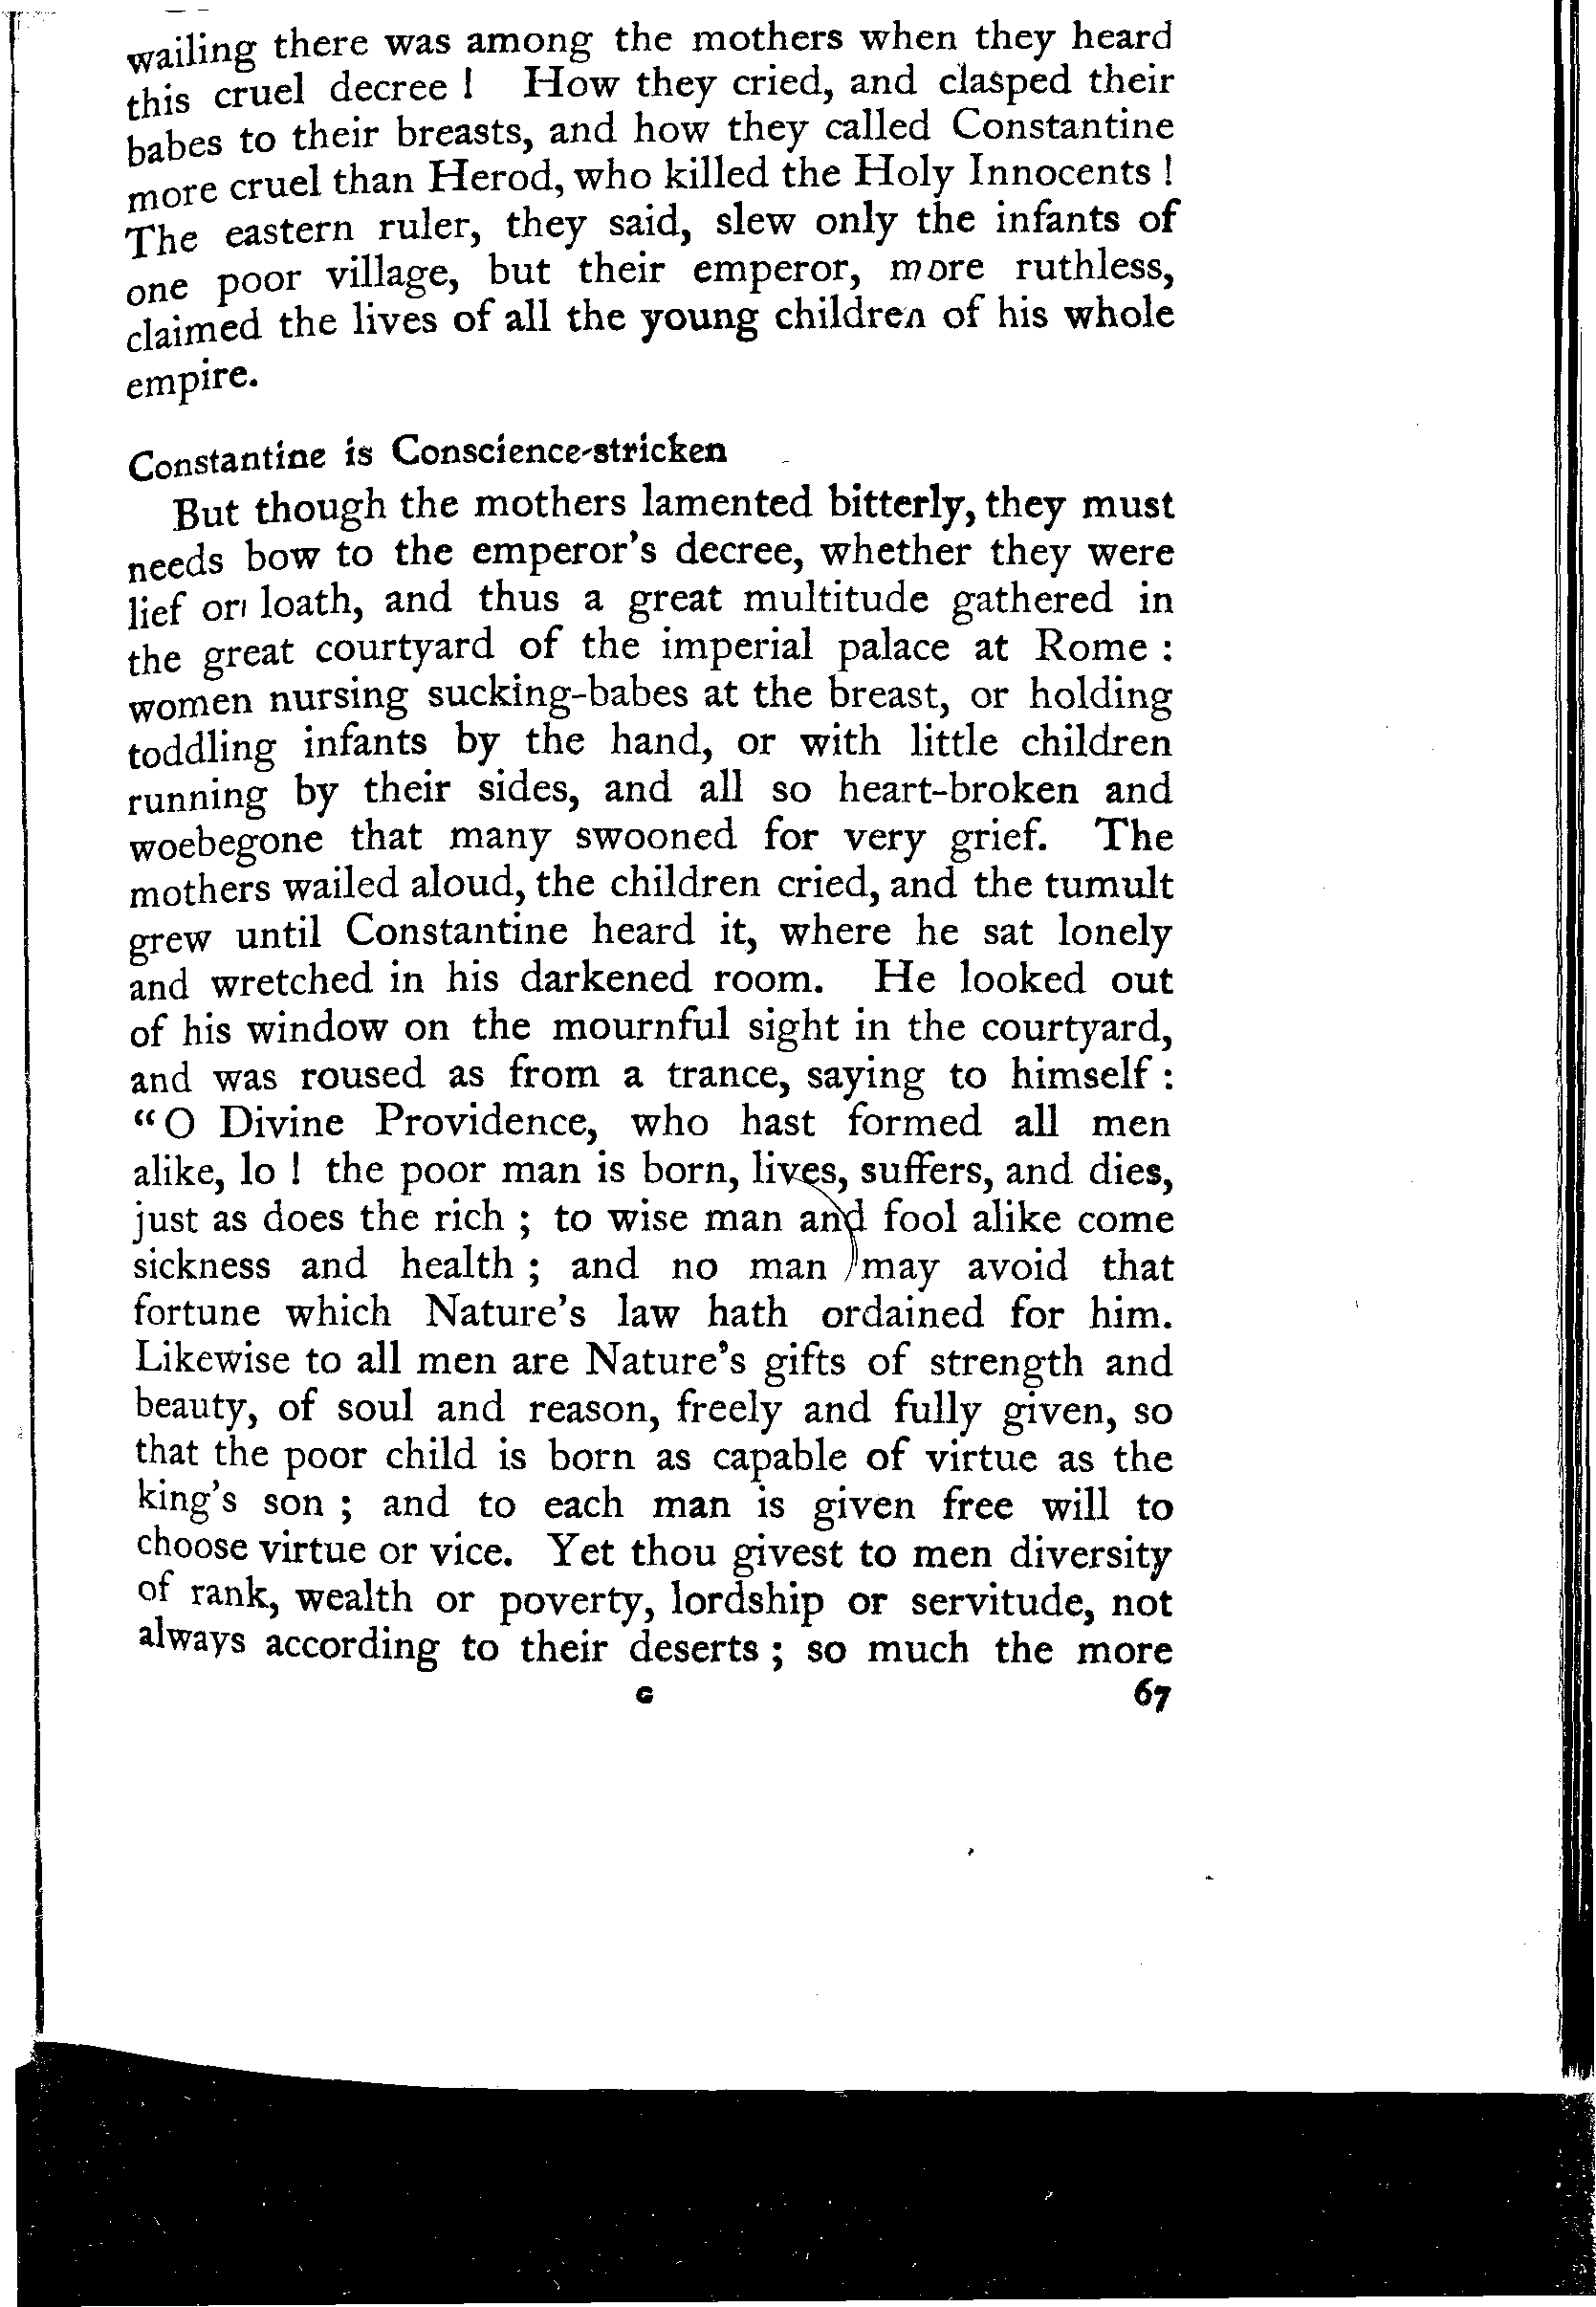 wailing there was among the mothers when they heard
this cruel decree ! How they cried, and clasped their
babes to their breasts, and how they called Constantine
more cruel than Herod, who killed the Holy Innocents !
The eastern ruler, they said, slew only the infants of
one poor village, but their emperor, more ruthless,
claimed the lives of all the young children of his whole
empire.
Constantine is Conscience-stricken
But though the mothers lamented bitterly, they must
needs bow to the emperor's decree, whether they were
lief or loath, and thus a great multitude gathered in
the great courtyard of the imperial palace at Rome :
women nursing sucking-babes at the breast, or holding
toddling infants by the hand, or with little children
running by their sides, and all so heart-broken and
woebegone that many swooned for very grief. The
mothers wailed aloud, the children cried, and the tumult
grew until Constantine heard it, where he sat lonely
and wretched in his darkened room. He looked out
of his window on the mournful sight in the courtyard,
and was roused as from a trance, saying to himself :
“O Divine Providence, who hast formed all men
alike, lo ! the poor man is born, lives, suffers, and dies,
just as does the rich ; to wise man and fool alike come
sickness and health ; and no man may avoid that
fortune which Nature's law hath ordained for him.
Likewise to all men are Nature's gifts of strength and
beauty, of soul and reason, freely and fully given, so
that the poor child is born as capable of virtue as the
king's son ; and to each man is given free will to
choose virtue or vice. Yet thou givest to men diversity
of rank, wealth or poverty, lordship or servitude, not
always according to their deserts ; so much the more
G 67